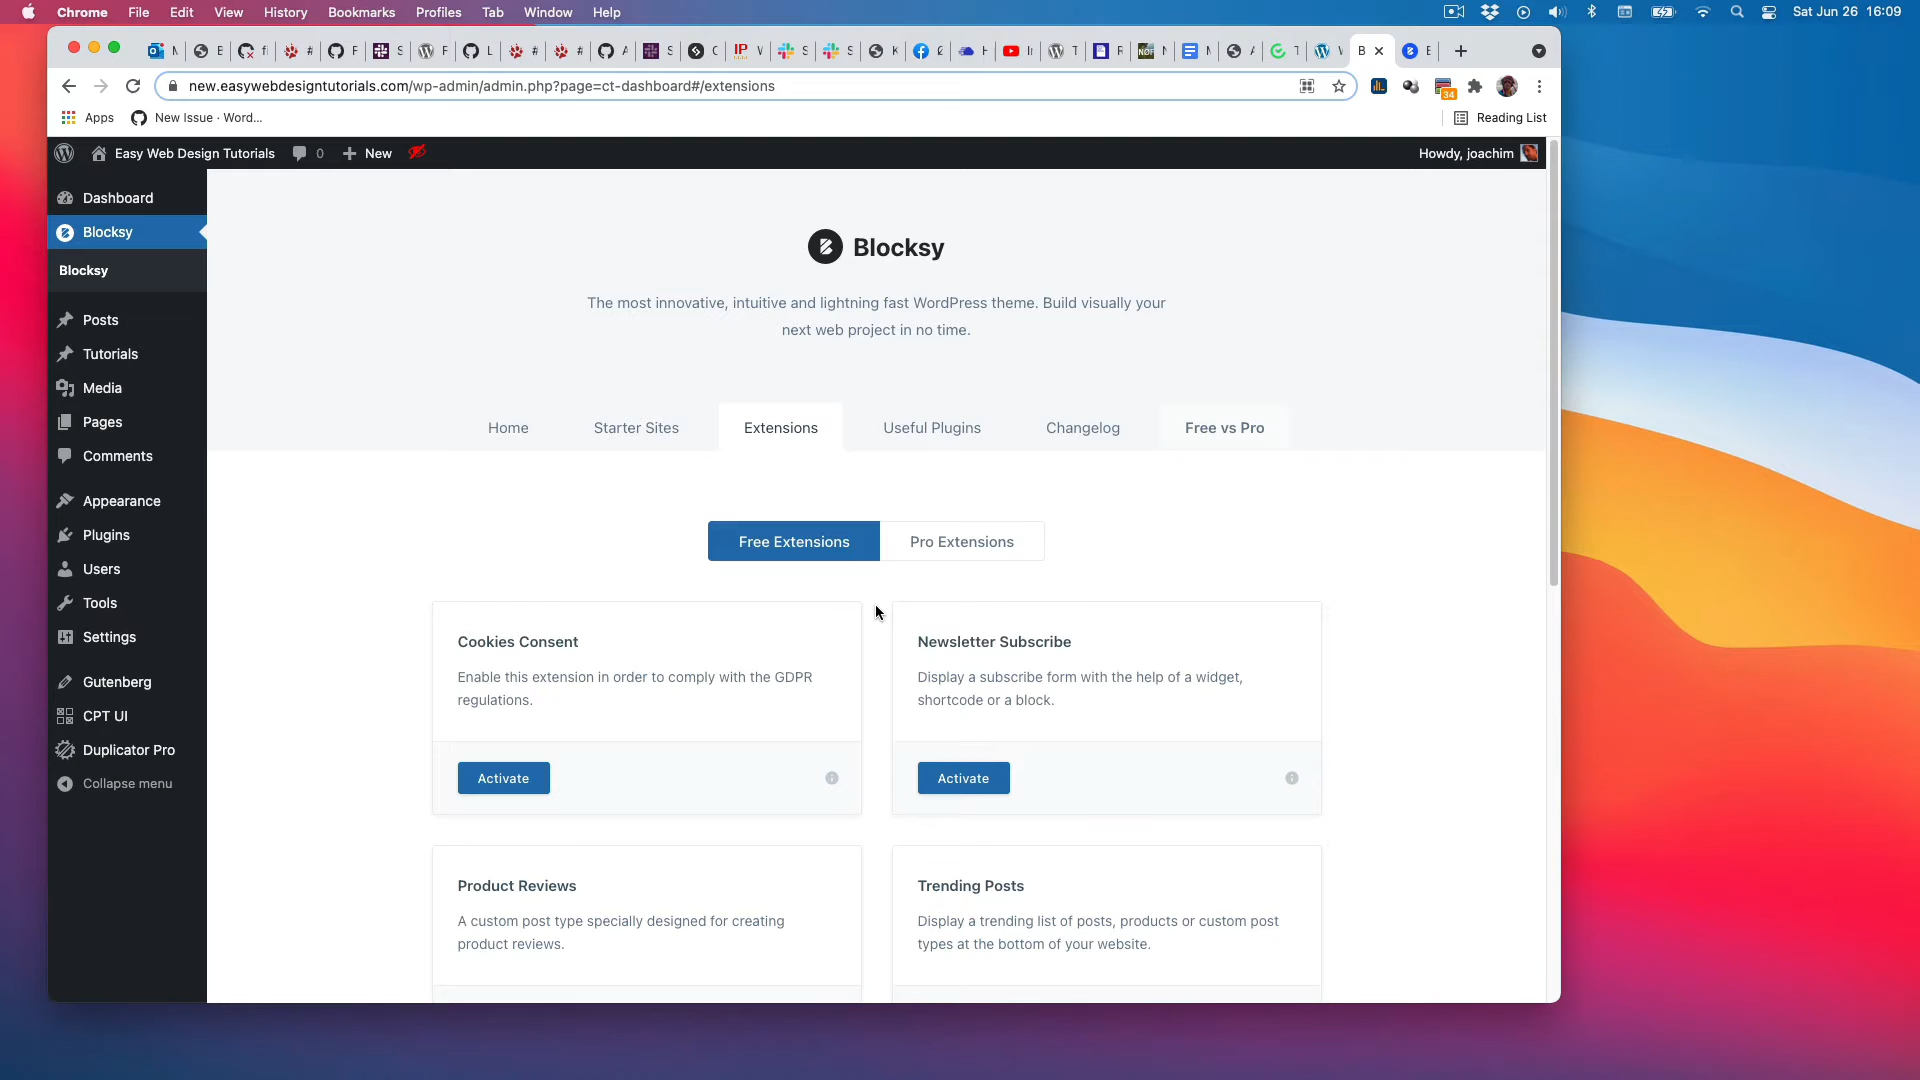 Chrome File Edit View History Bookmarks Profiles Tab Window Help Sat Jun 26 16:09
new.easywebdesigntutorials.com/wp-admin/admin.php?page=ct-dashboard#/extensions
34
Apps New Issue · Word... Reading List
Easy Web Design Tutorials 0 New Howdy, joachim
Dashboard
Blocksy
Blocksy
Posts
Tutorials
Media
Pages
Comments
Appearance
Plugins
Users
Tools
Settings
Gutenberg
CPT UI
Duplicator Pro
Collapse menu
Blocksy
The most innovative, intuitive and lightning fast WordPress theme. Build visually your
next web project in no time.
Home Starter Sites Extensions Useful Plugins Changelog Free vs Pro
Free Extensions Pro Extensions
Cookies Consent
Enable this extension in order to comply with the GDPR
regulations.
Activate
Newsletter Subscribe
Display a subscribe form with the help of a widget,
shortcode or a block.
Activate
Product Reviews
A custom post type specially designed for creating
product reviews.
Trending Posts
Display a trending list of posts, products or custom post
types at the bottom of your website.